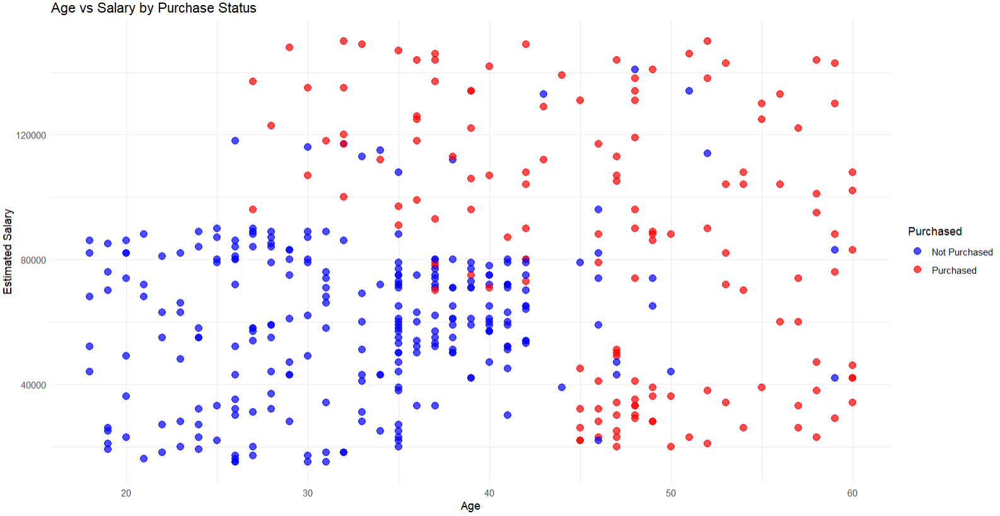 Age vs Salary by Purchase Status
120000
80000
40000
Estimated Salary
20 30 40 50 60
Age
Purchased
Not Purchased
Purchased